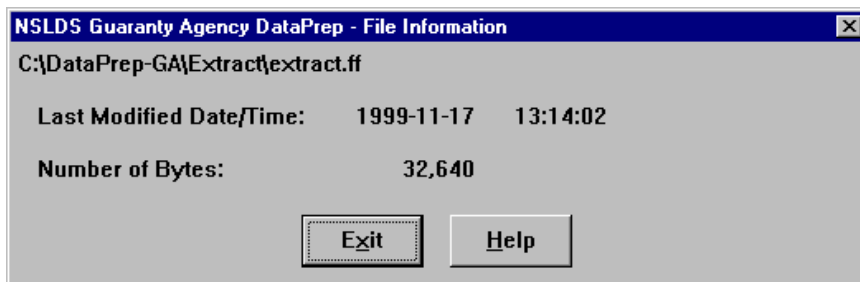 NSLDS Guaranty Agency DataPrep - File Information
C:\DataPrep-GA\Extract\extract.ff
Last Modified Date/Time: 1999-11-17 13:14:02
Number of Bytes: 32,640
Exit Help